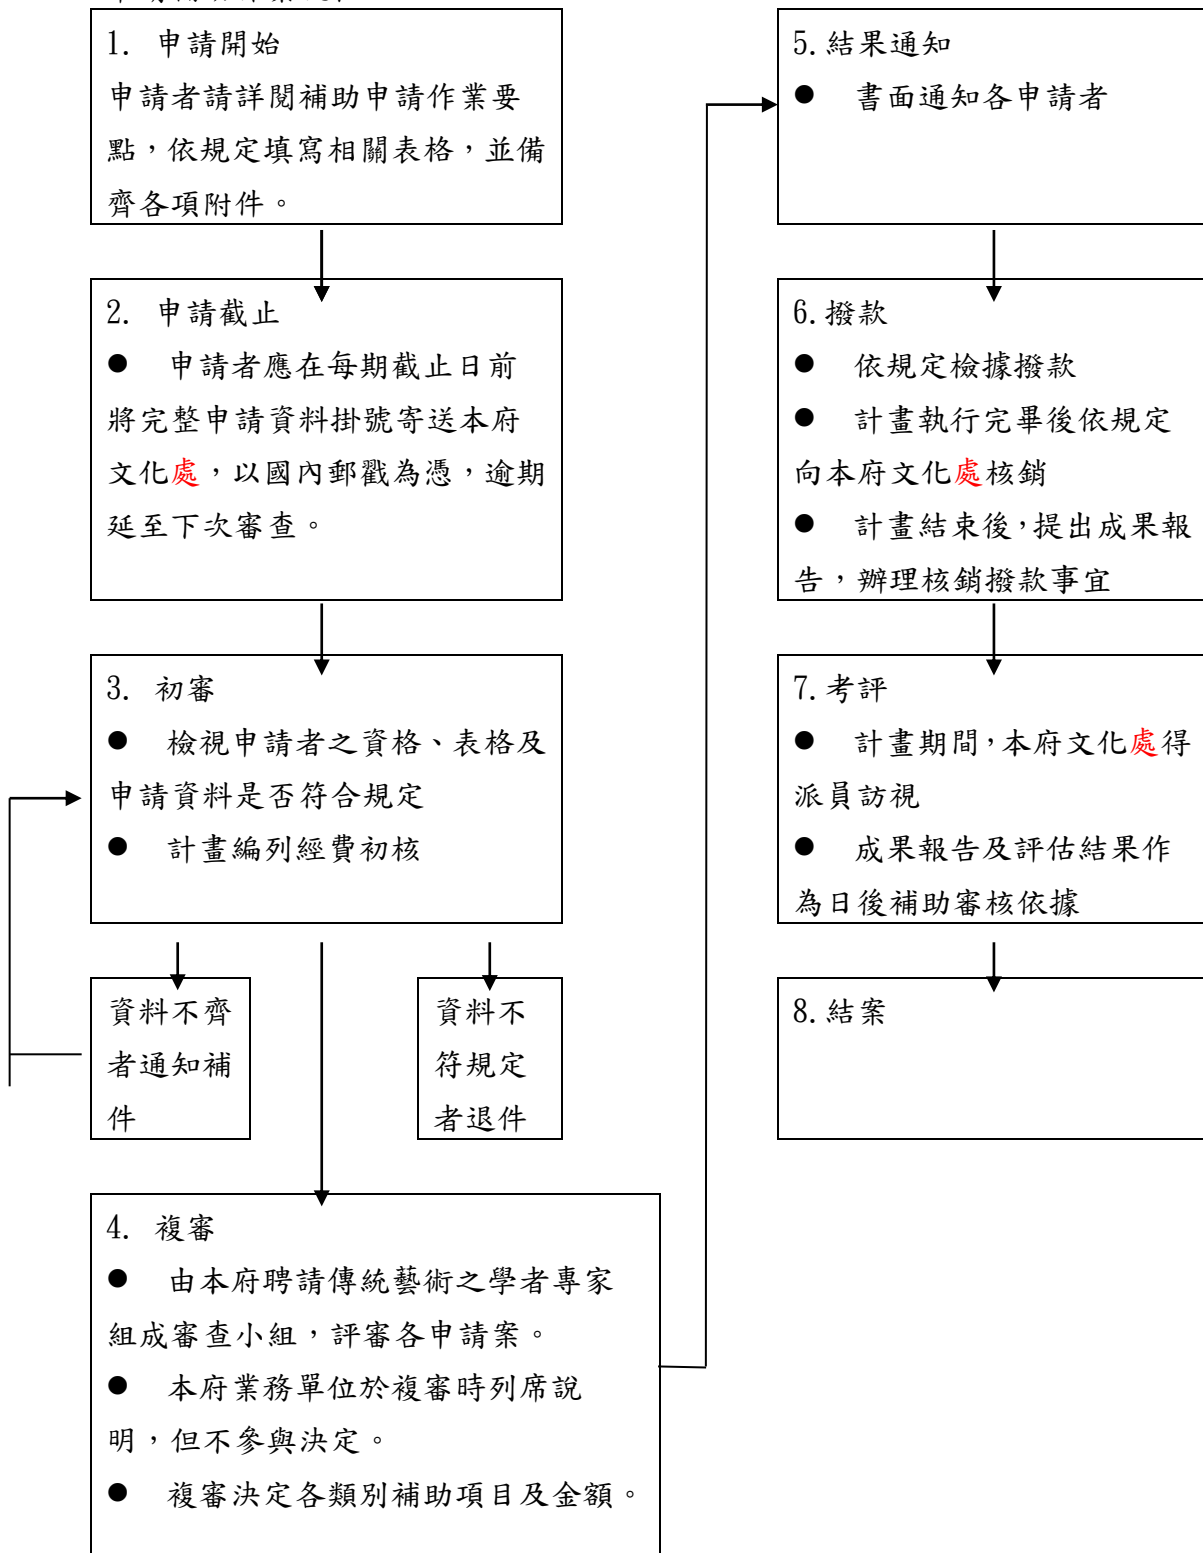 1. 申請開始
申請者請詳閱補助申請作業要
點，依規定填寫相關表格，並備
齊各項附件。
2. 申請截止
● 申請者應在每期截止日前
將完整申請資料掛號寄送本府
文化處，以國內郵戳為憑，逾期
延至下次審查。
3. 初審
● 檢視申請者之資格、表格及
申請資料是否符合規定
● 計畫編列經費初核
資料不齊
者通知補
件
資料不
符規定
者退件
4. 複審
● 由本府聘請傳統藝術之學者專家
組成審查小組，評審各申請案。
● 本府業務單位於複審時列席說
明，但不參與決定。
● 複審決定各類別補助項目及金額。
5.結果通知
● 書面通知各申請者
6.撥款
● 依規定檢據撥款
● 計畫執行完畢後依規定
向本府文化處核銷
● 計畫結束後，提出成果報
告，辦理核銷撥款事宜
7.考評
● 計畫期間，本府文化處得
派員訪視
● 成果報告及評估結果作
為日後補助審核依據
8.結案